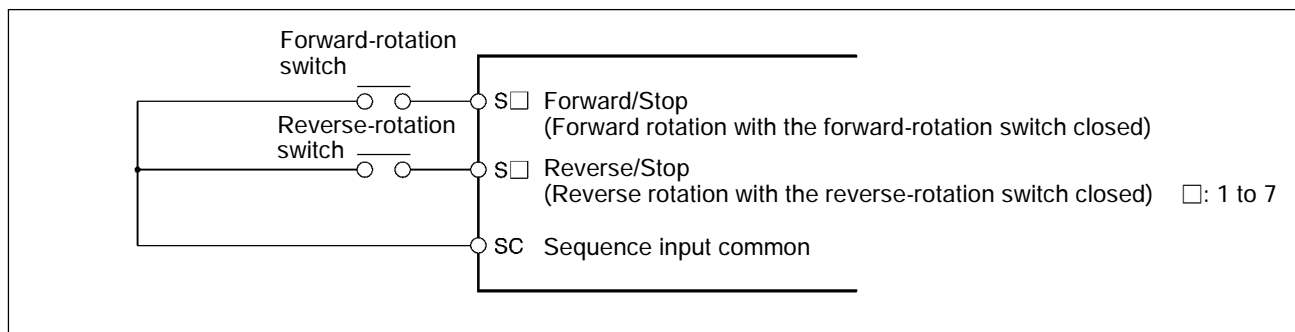 Forward-rotation
switch
S□ Forward/Stop
(Forward rotation with the forward-rotation switch closed)
Reverse-rotation
switch
S□ Reverse/Stop
(Reverse rotation with the reverse-rotation switch closed) □: 1 to 7
SC Sequence input common